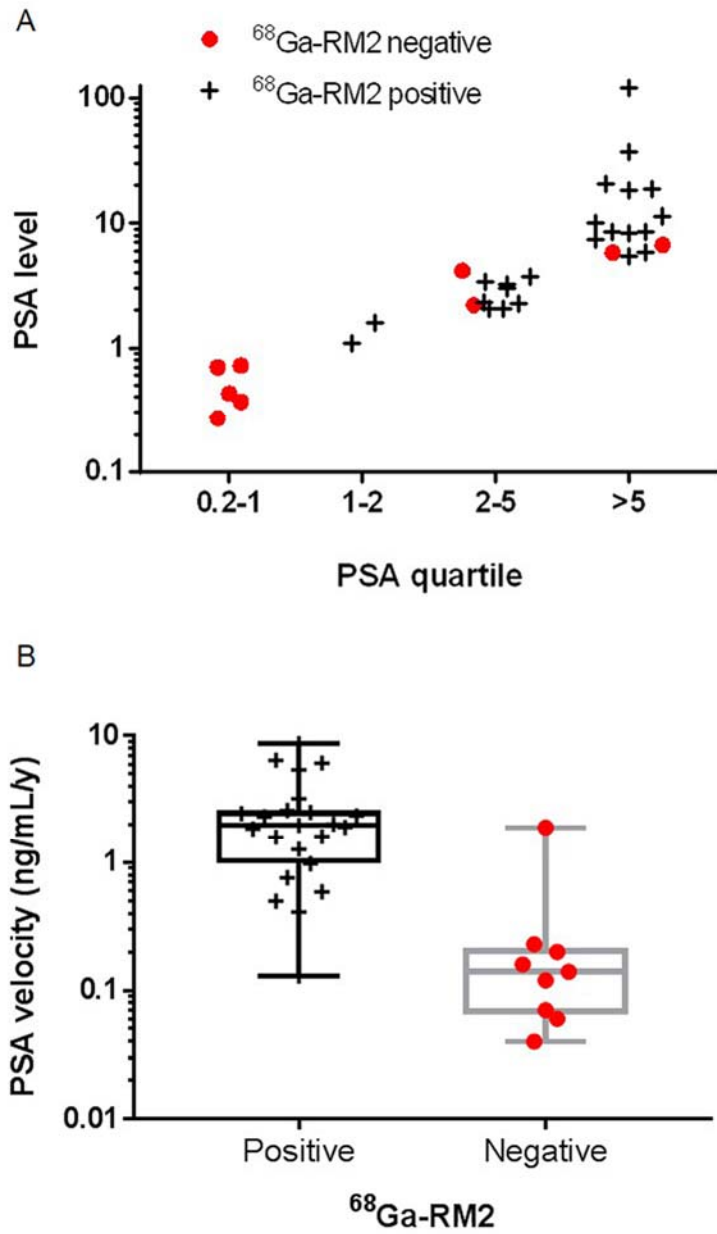 A
⁶⁸Ga-RM2 negative
⁶⁸Ga-RM2 positive
100
10
1
0.1
PSA level
0.2-1 1-2 2-5 >5
PSA quartile
B
10
1
0.1
0.01
PSA velocity (ng/mL/y)
Positive Negative
⁶⁸Ga-RM2